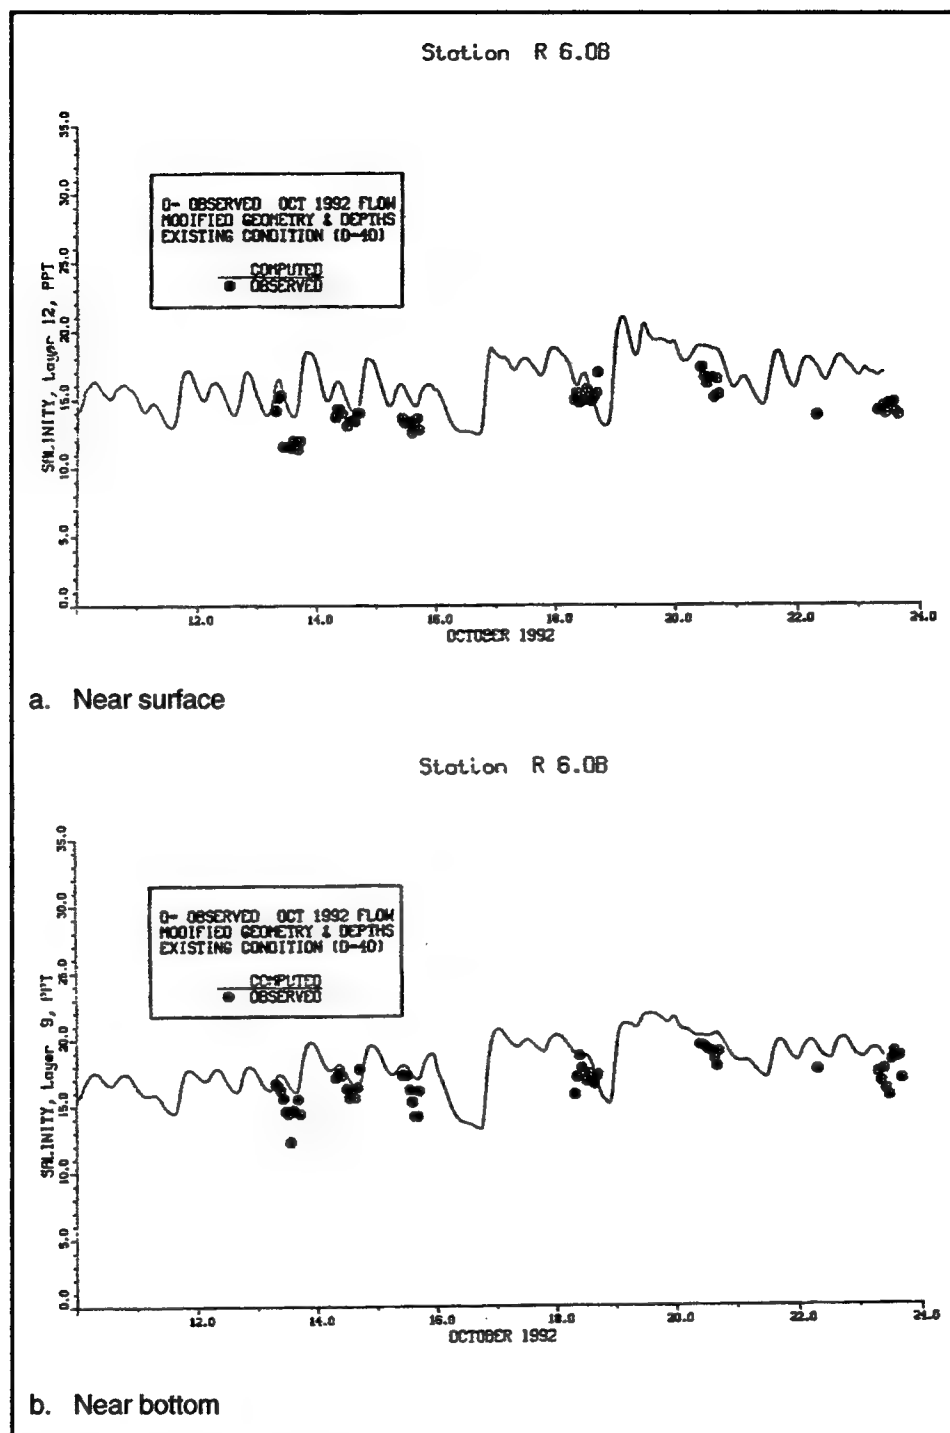 Station R 6.0B
SALINITY, Layer 12, PPT
35.0
30.0
25.0
20.0
15.0
10.0
5.0
0.0
O- OBSERVED OCT 1992 FLOW
MODIFIED GEOMETRY & DEPTHS
EXISTING CONDITION (D-40)
COMPUTED
OBSERVED
12.0 14.0 16.0 18.0 20.0 22.0 24.0
OCTOBER 1992
a. Near surface
Station R 6.0B
SALINITY, Layer 9, PPT
35.0
30.0
25.0
20.0
15.0
10.0
5.0
0.0
O- OBSERVED OCT 1992 FLOW
MODIFIED GEOMETRY & DEPTHS
EXISTING CONDITION (D-40)
COMPUTED
OBSERVED
12.0 14.0 16.0 18.0 20.0 22.0 24.0
OCTOBER 1992
b. Near bottom